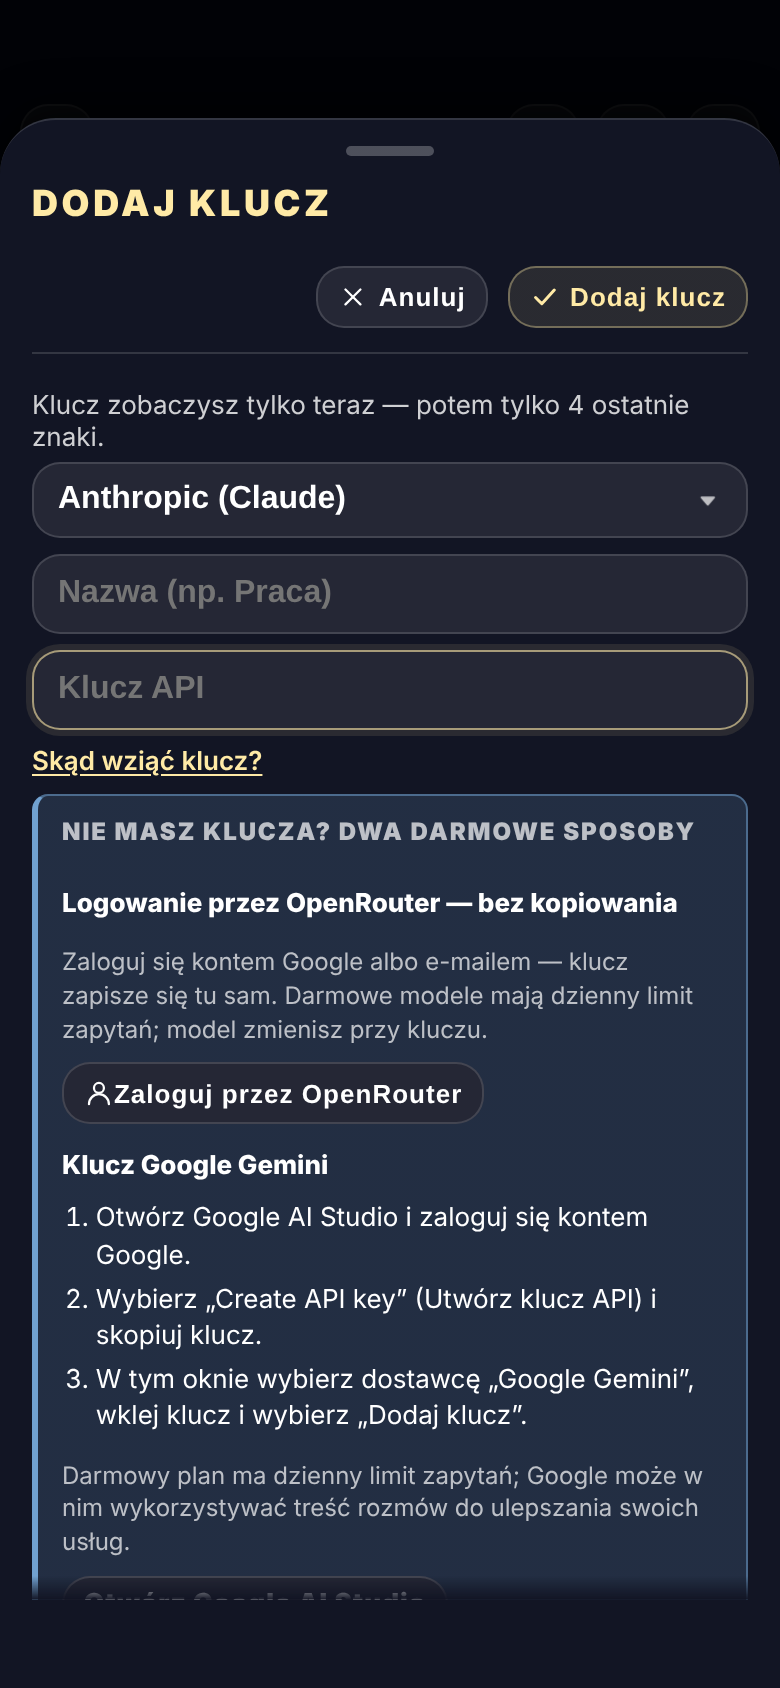 DODAJ KLUCZ
Anuluj
Dodaj klucz
Klucz zobaczysz tylko teraz — potem tylko 4 ostatnie
znaki.
Anthropic (Claude)
Nazwa (np. Praca)
Klucz API
Skąd wziąć klucz?
NIE MASZ KLUCZA? DWA DARMOWE SPOSOBY
Logowanie przez OpenRouter — bez kopiowania
Zaloguj się kontem Google albo e-mailem — klucz
zapisze się tu sam. Darmowe modele mają dzienny limit
zapytań; model zmienisz przy kluczu.
Zaloguj przez OpenRouter
Klucz Google Gemini
1. Otwórz Google AI Studio i zaloguj się kontem
Google.
2. Wybierz „Create API key” (Utwórz klucz API) i
skopiuj klucz.
3. W tym oknie wybierz dostawcę „Google Gemini”,
wklej klucz i wybierz „Dodaj klucz”.
Darmowy plan ma dzienny limit zapytań; Google może w
nim wykorzystywać treść rozmów do ulepszania swoich
usług.
Otwórz Google AI Studio